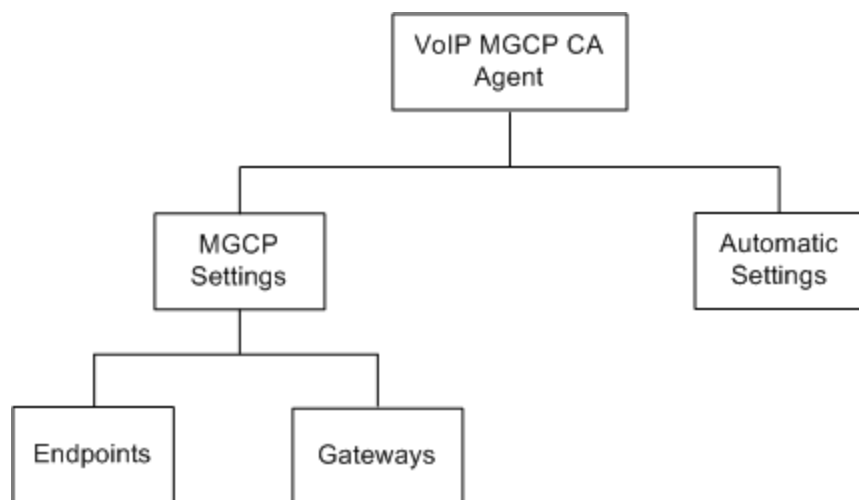 VoIP MGCP CA
Agent
MGCP
Settings
Automatic
Settings
Endpoints
Gateways